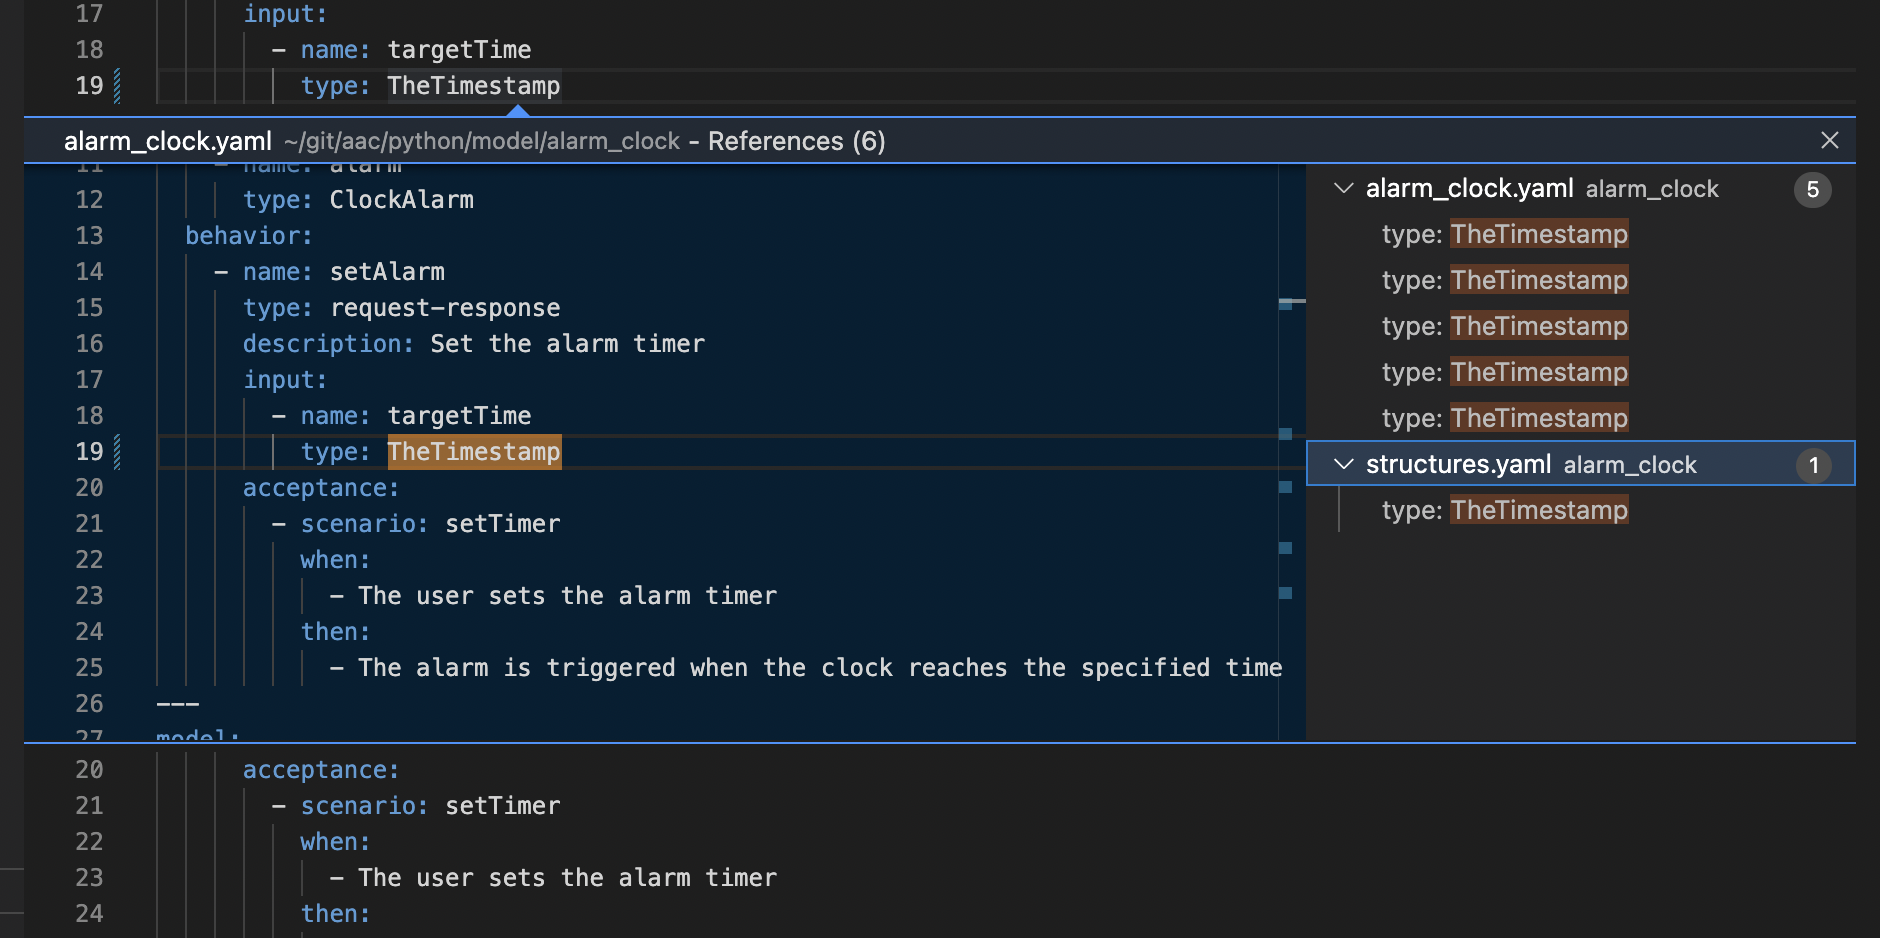 17 input:
18 - name: targetTime
19 type: TheTimestamp
alarm_clock.yaml ~/git/aac/python/model/alarm_clock - References (6)
11 - name: alarm
12 type: ClockAlarm
13 behavior:
14 - name: setAlarm
15 type: request-response
16 description: Set the alarm timer
17 input:
18 - name: targetTime
19 type: TheTimestamp
20 acceptance:
21 - scenario: setTimer
22 when:
23 - The user sets the alarm timer
24 then:
25 - The alarm is triggered when the clock reaches the specified time
26 ---
27 model:
alarm_clock.yaml alarm_clock 5
type: TheTimestamp
type: TheTimestamp
type: TheTimestamp
type: TheTimestamp
type: TheTimestamp
structures.yaml alarm_clock 1
type: TheTimestamp
20 acceptance:
21 - scenario: setTimer
22 when:
23 - The user sets the alarm timer
24 then: